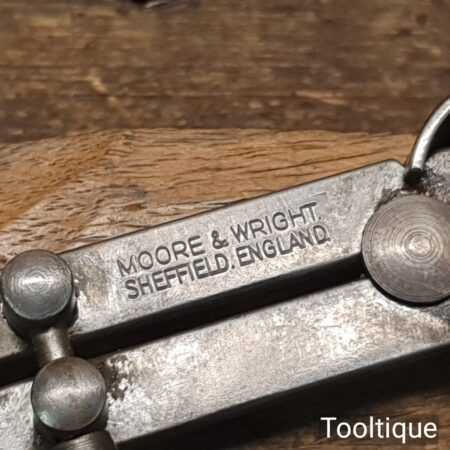 MOORE & WRIGHT.
SHEFFIELD. ENGLAND.
Tooltique